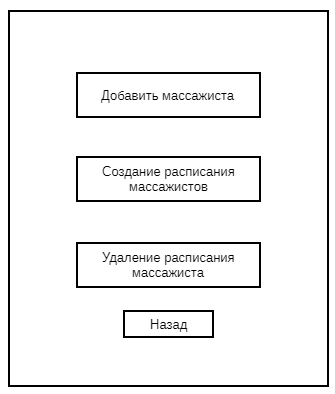 Добавить массажиста
Создание расписания
массажистов
Удаление расписания
массажиста
Назад